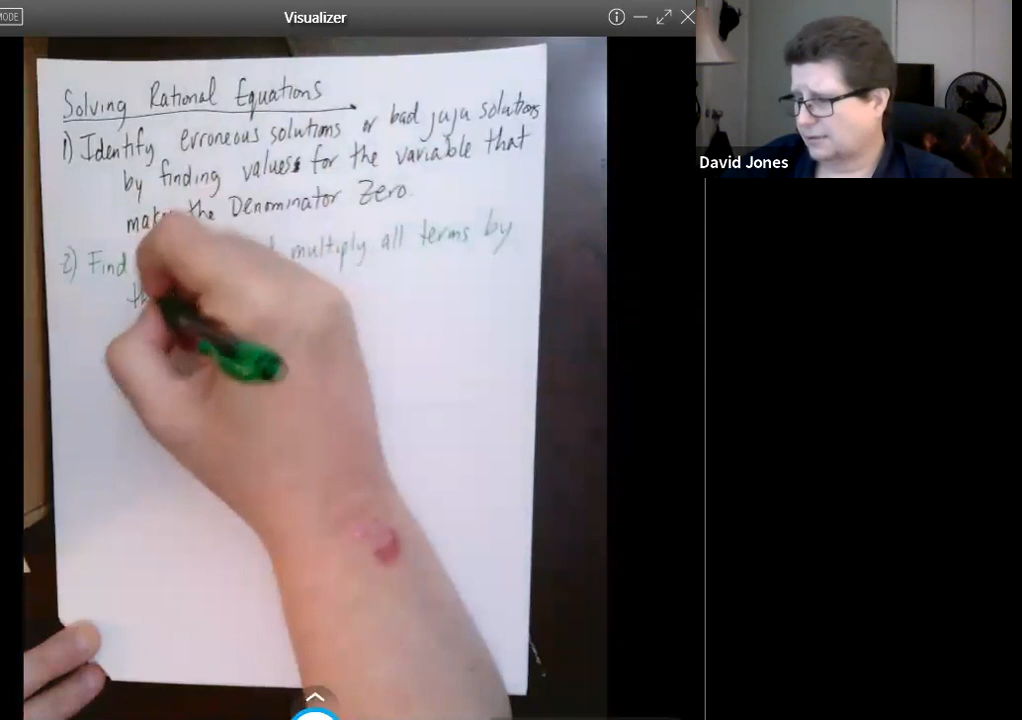 MODE
Visualizer
Solving Rational Equations
1) Identify erroneous solutions or bad juju solutions
by finding values for the variable that
the Denominator Zero.
2) Find multiply all terms by
David Jones